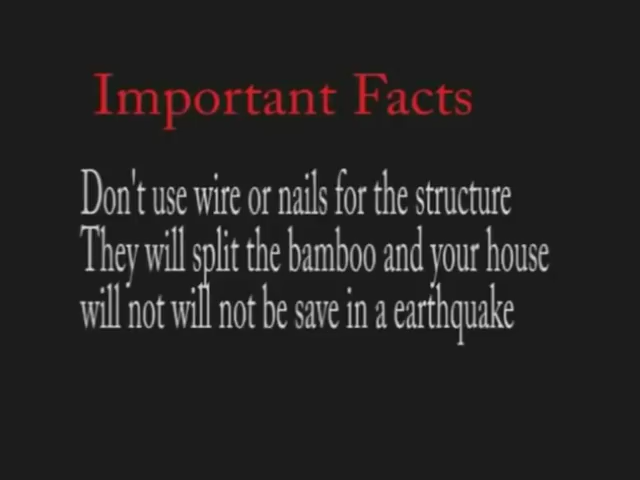 Important Facts
Don't use wire or nails for the structure
They will split the bamboo and your house
will not will not be save in a earthquake